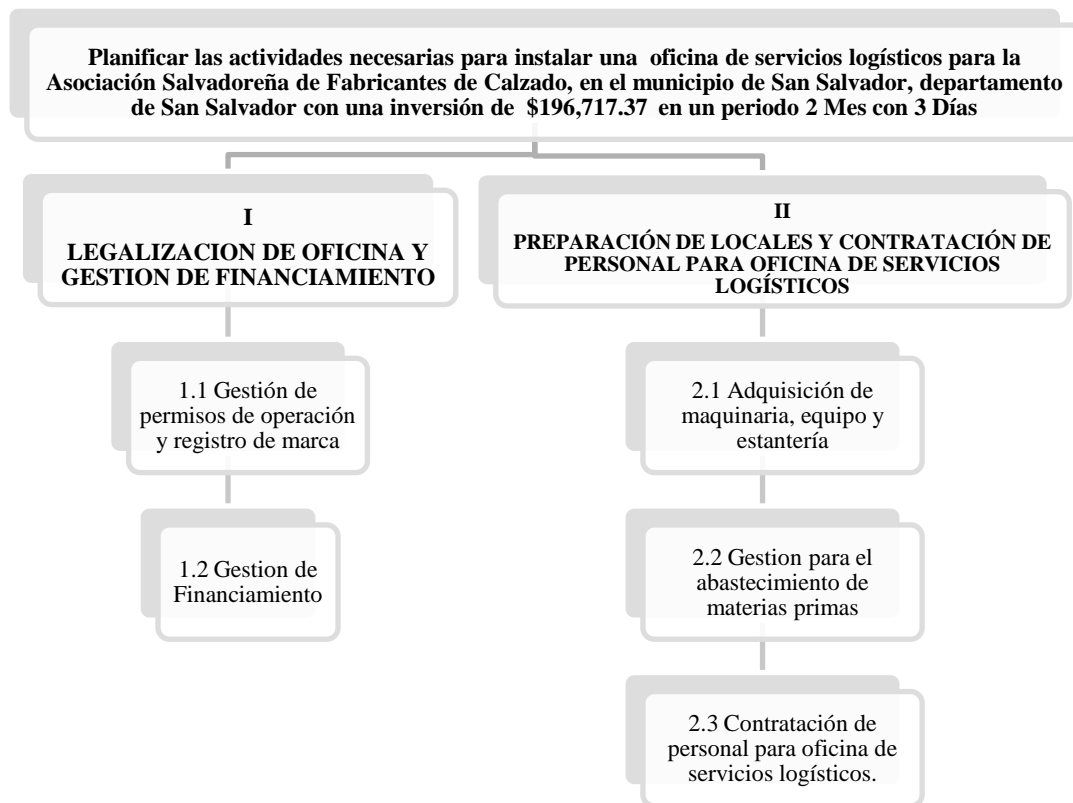 Planificar las actividades necesarias para instalar una oficina de servicios logísticos para la
Asociación Salvadoreña de Fabricantes de Calzado, en el municipio de San Salvador, departamento
de San Salvador con una inversión de $196,717.37 en un periodo 2 Mes con 3 Días
I
LEGALIZACION DE OFICINA Y
GESTION DE FINANCIAMIENTO
1.1 Gestión de
permisos de operación
y registro de marca
1.2 Gestion de
Financiamiento
II
PREPARACIÓN DE LOCALES Y CONTRATACIÓN DE
PERSONAL PARA OFICINA DE SERVICIOS
LOGÍSTICOS
2.1 Adquisición de
maquinaria, equipo y
estantería
2.2 Gestion para el
abastecimiento de
materias primas
2.3 Contratación de
personal para oficina de
servicios logísticos.